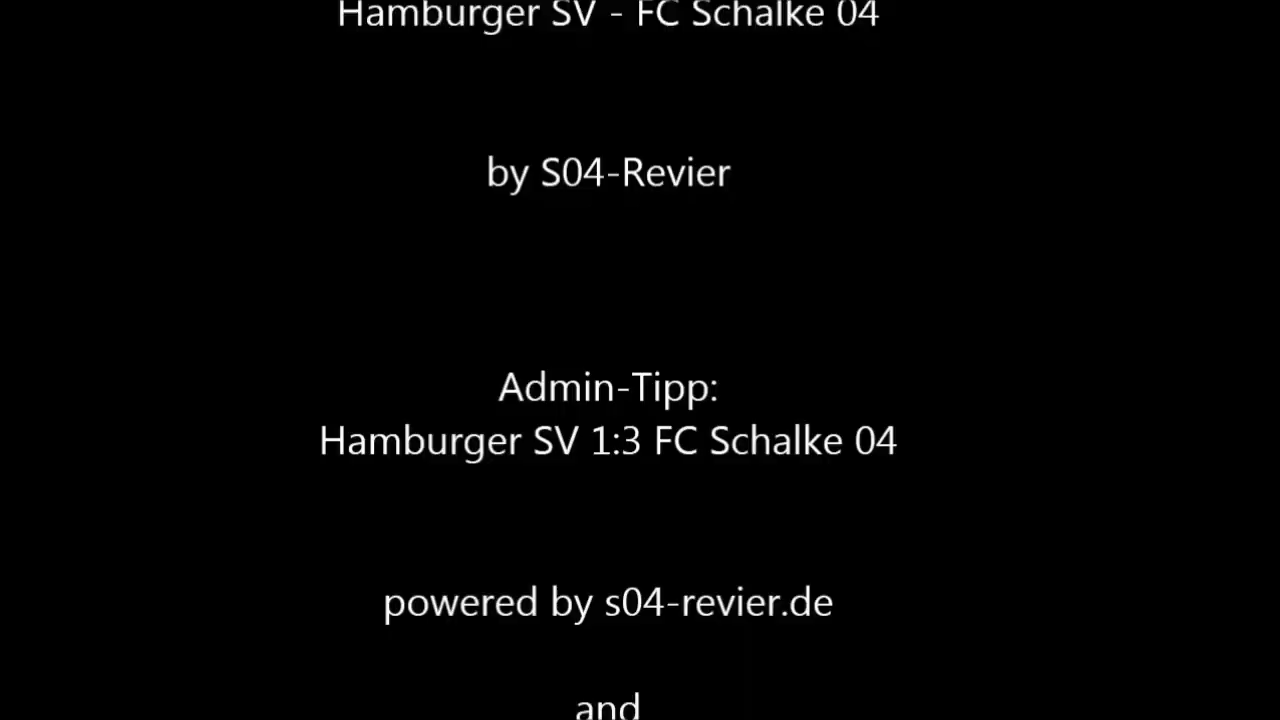 Hamburger SV - FC Schalke 04
by S04-Revier
Admin-Tipp:
Hamburger SV 1:3 FC Schalke 04
powered by s04-revier.de
and